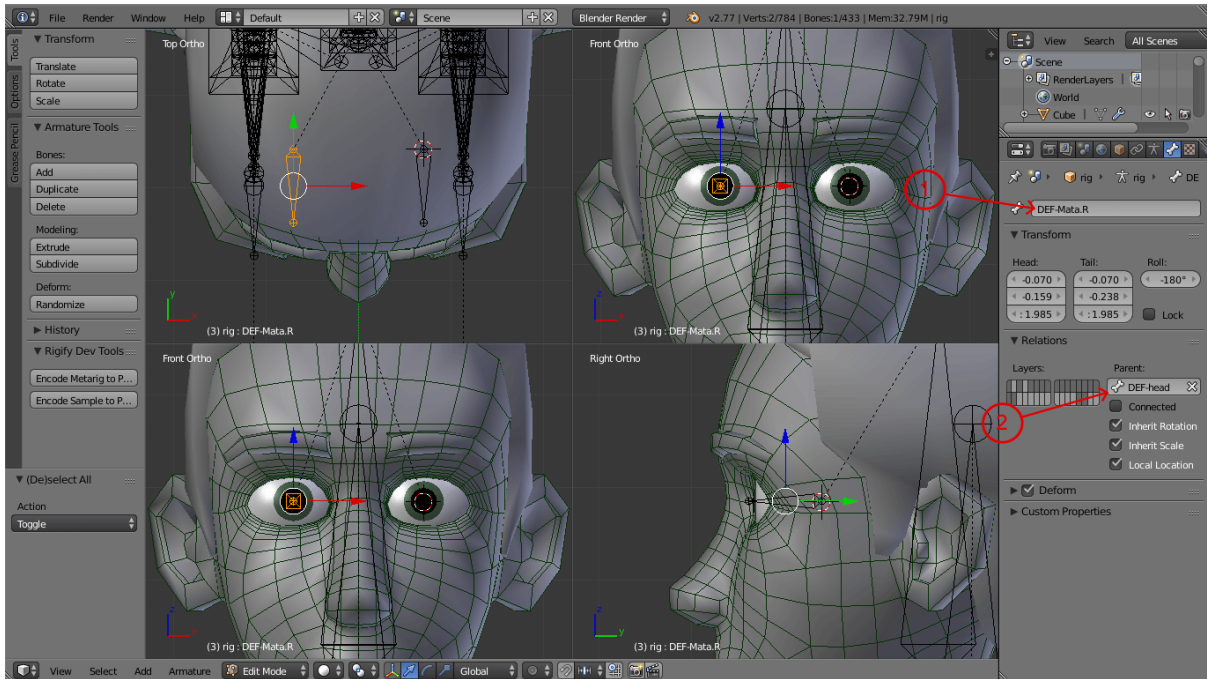 File Render Window Help Default Scene Blender Render v2.77 | Verts:2/784 | Bones:1/433 | Mem:32.79M | rig
Tools
Options
Grease Pencil
Transform
Translate
Rotate
Scale
Armature Tools
Bones:
Add
Duplicate
Delete
Modeling:
Extrude
Subdivide
Deform:
Randomize
History
Rigify Dev Tools
Encode Metarig to P...
Encode Sample to P...
(De)select All
Action
Toggle
Top Ortho
y
x
(3) rig : DEF-Mata.R
Front Ortho
1
z
x
(3) rig : DEF-Mata.R
Front Ortho
z
x
(3) rig : DEF-Mata.R
Right Ortho
2
z
y
(3) rig : DEF-Mata.R
View Search All Scenes
Scene
RenderLayers |
World
Cube |
rig rig DE
DEF-Mata.R
Transform
Head: Tail: Roll:
-0.070 -0.070 -180°
-0.159 -0.238
: 1.985 : 1.985 Lock
Relations
Layers: Parent:
DEF-head
Connected
Inherit Rotation
Inherit Scale
Local Location
Deform
Custom Properties
View Select Add Armature Edit Mode Global